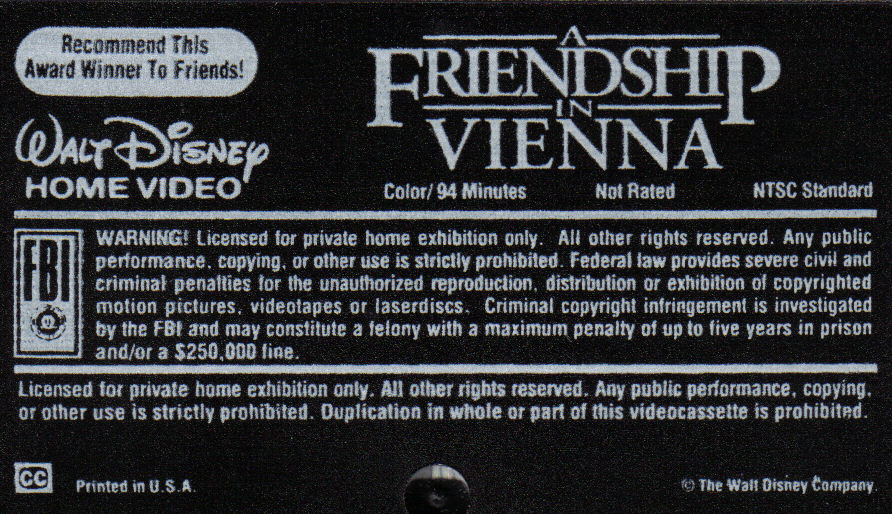 Recommend This
Award Winner To Friends!
A
FRIENDSHIP
IN
VIENNA
WALT DISNEY
HOME VIDEO
Color/ 94 Minutes Not Rated NTSC Standard
FBI
WARNING! Licensed for private home exhibition only. All other rights reserved. Any public
performance, copying, or other use is strictly prohibited. Federal law provides severe civil and
criminal penalties for the unauthorized reproduction, distribution or exhibition of copyrighted
motion pictures, videotapes or laserdiscs. Criminal copyright infringement is investigated
by the FBI and may constitute a felony with a maximum penalty of up to five years in prison
and/or a $250,000 fine.
Licensed for private home exhibition only. All other rights reserved. Any public performance, copying,
or other use is strictly prohibited. Duplication in whole or part of this videocassette is prohibited.
CC
Printed in U.S.A.
© The Walt Disney Company.